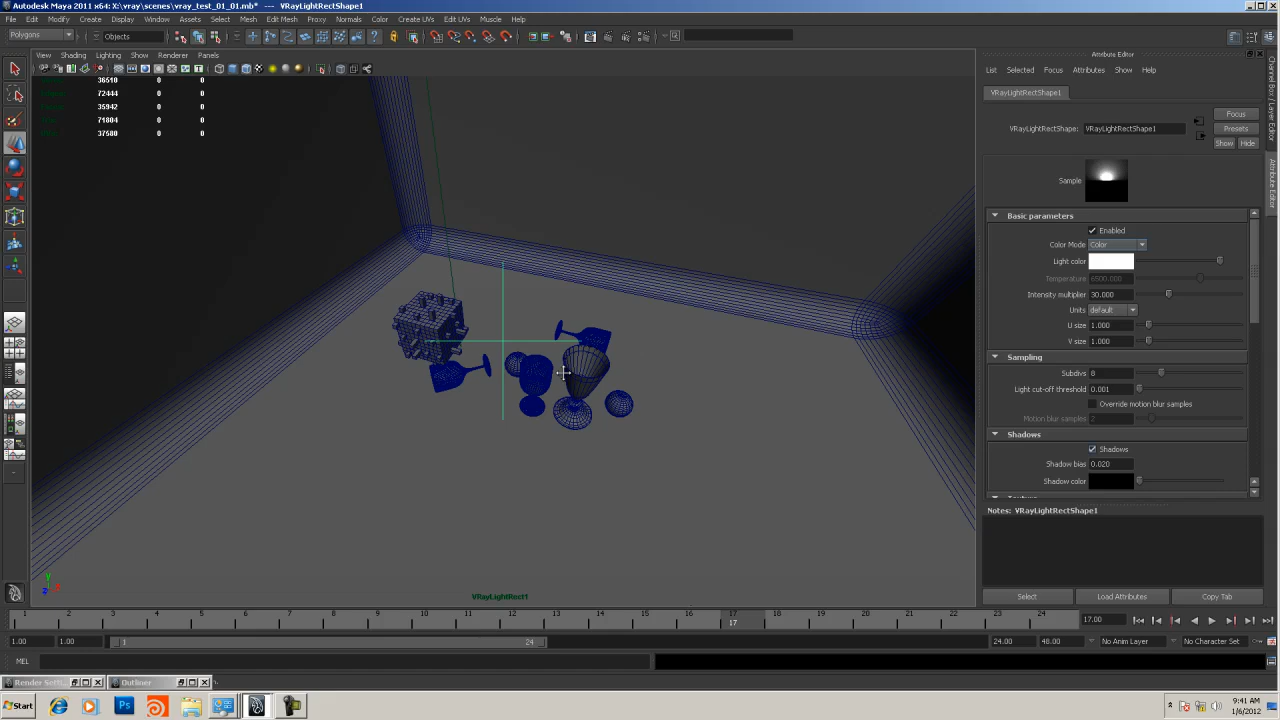 Autodesk Maya 2011 x64: X:\vray\scenes\vray_test_01_01.mb* --- VRayLightRectShape1
File Edit Modify Create Display Window Assets Select Mesh Edit Mesh Proxy Normals Color Create UVs Edit UVs Muscle Help
Polygons Objects
View Shading Lighting Show Renderer Panels
Attribute Editor
List Selected Focus Attributes Show Help
36510 0 0
72444 0 0
35942 0 0
71804 0 0
37580 0 0
VRayLightRectShape1
Focus
VRayLightRectShape: VRayLightRectShape1 Presets
Show Hide
Sample
Channel Box / Layer Editor
Attribute Editor
Basic parameters
Enabled
Color Mode Color
Light color
Temperature 6500.000
Intensity multiplier 30.000
Units default
U size 1.000
V size 1.000
Sampling
Subdivs 8
Light cut-off threshold 0.001
Override motion blur samples
Motion blur samples 2
Shadows
Shadows
Shadow bias 0.020
Shadow color
Notes: VRayLightRectShape1
y
x
z
VRayLightRect1
Select Load Attributes Copy Tab
1 2 3 4 5 6 7 8 9 10 11 12 13 14 15 16 17 18 19 20 21 22 23 24
17 17.00
1.00 1.00 1 24 24.00 48.00 No Anim Layer No Character Set
MEL
Render Sett... Outliner
Start
9:41 AM
1/6/2012